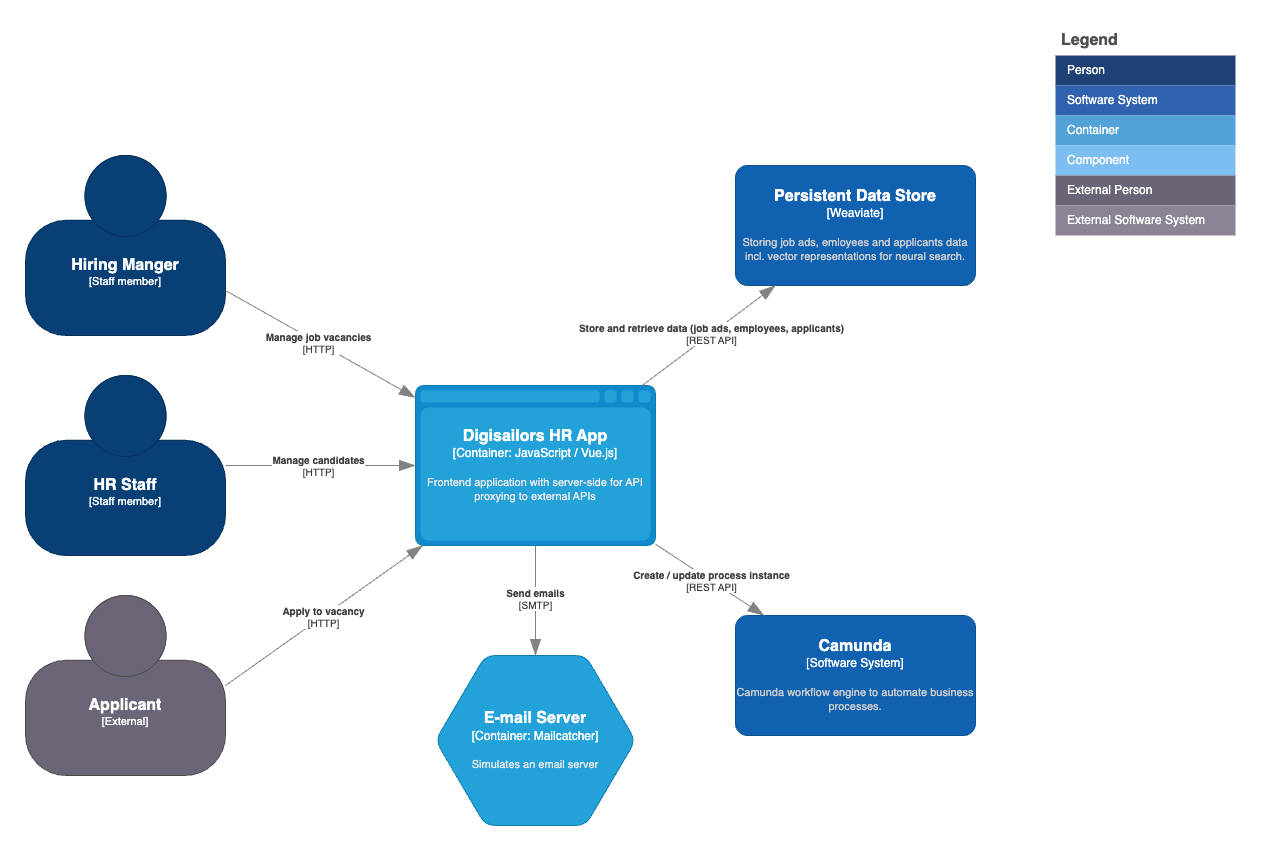 Legend
Person
Software System
Container
Component
External Person
External Software System
Hiring Manger
[Staff member]
Manage job vacancies
[HTTP]
HR Staff
[Staff member]
Manage candidates
[HTTP]
Applicant
[External]
Apply to vacancy
[HTTP]
Digisailors HR App
[Container: JavaScript / Vue.js]
Frontend application with server-side for API
proxying to external APIs
Persistent Data Store
[Weaviate]
Storing job ads, emloyees and applicants data
incl. vector representations for neural search.
Store and retrieve data (job ads, employees, applicants)
[REST API]
Send emails
[SMTP]
Create / update process instance
[REST API]
E-mail Server
[Container: Mailcatcher]
Simulates an email server
Camunda
[Software System]
Camunda workflow engine to automate business
processes.